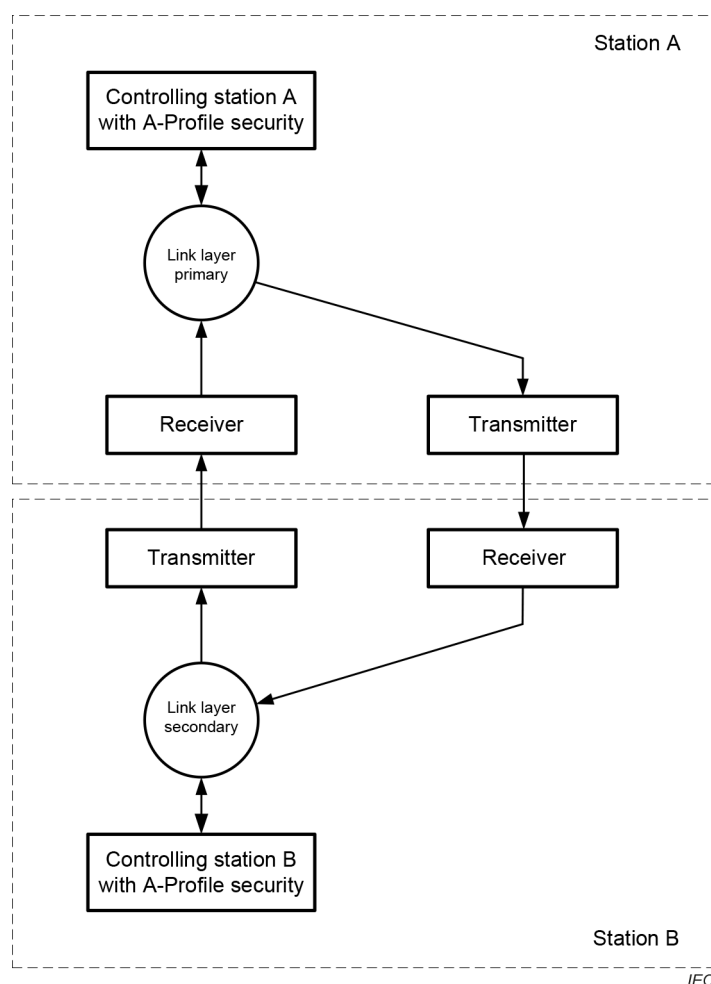 Station A
Controlling station A
with A-Profile security
Link layer
primary
Receiver
Transmitter
Transmitter
Receiver
Link layer
secondary
Controlling station B
with A-Profile security
Station B
IEC